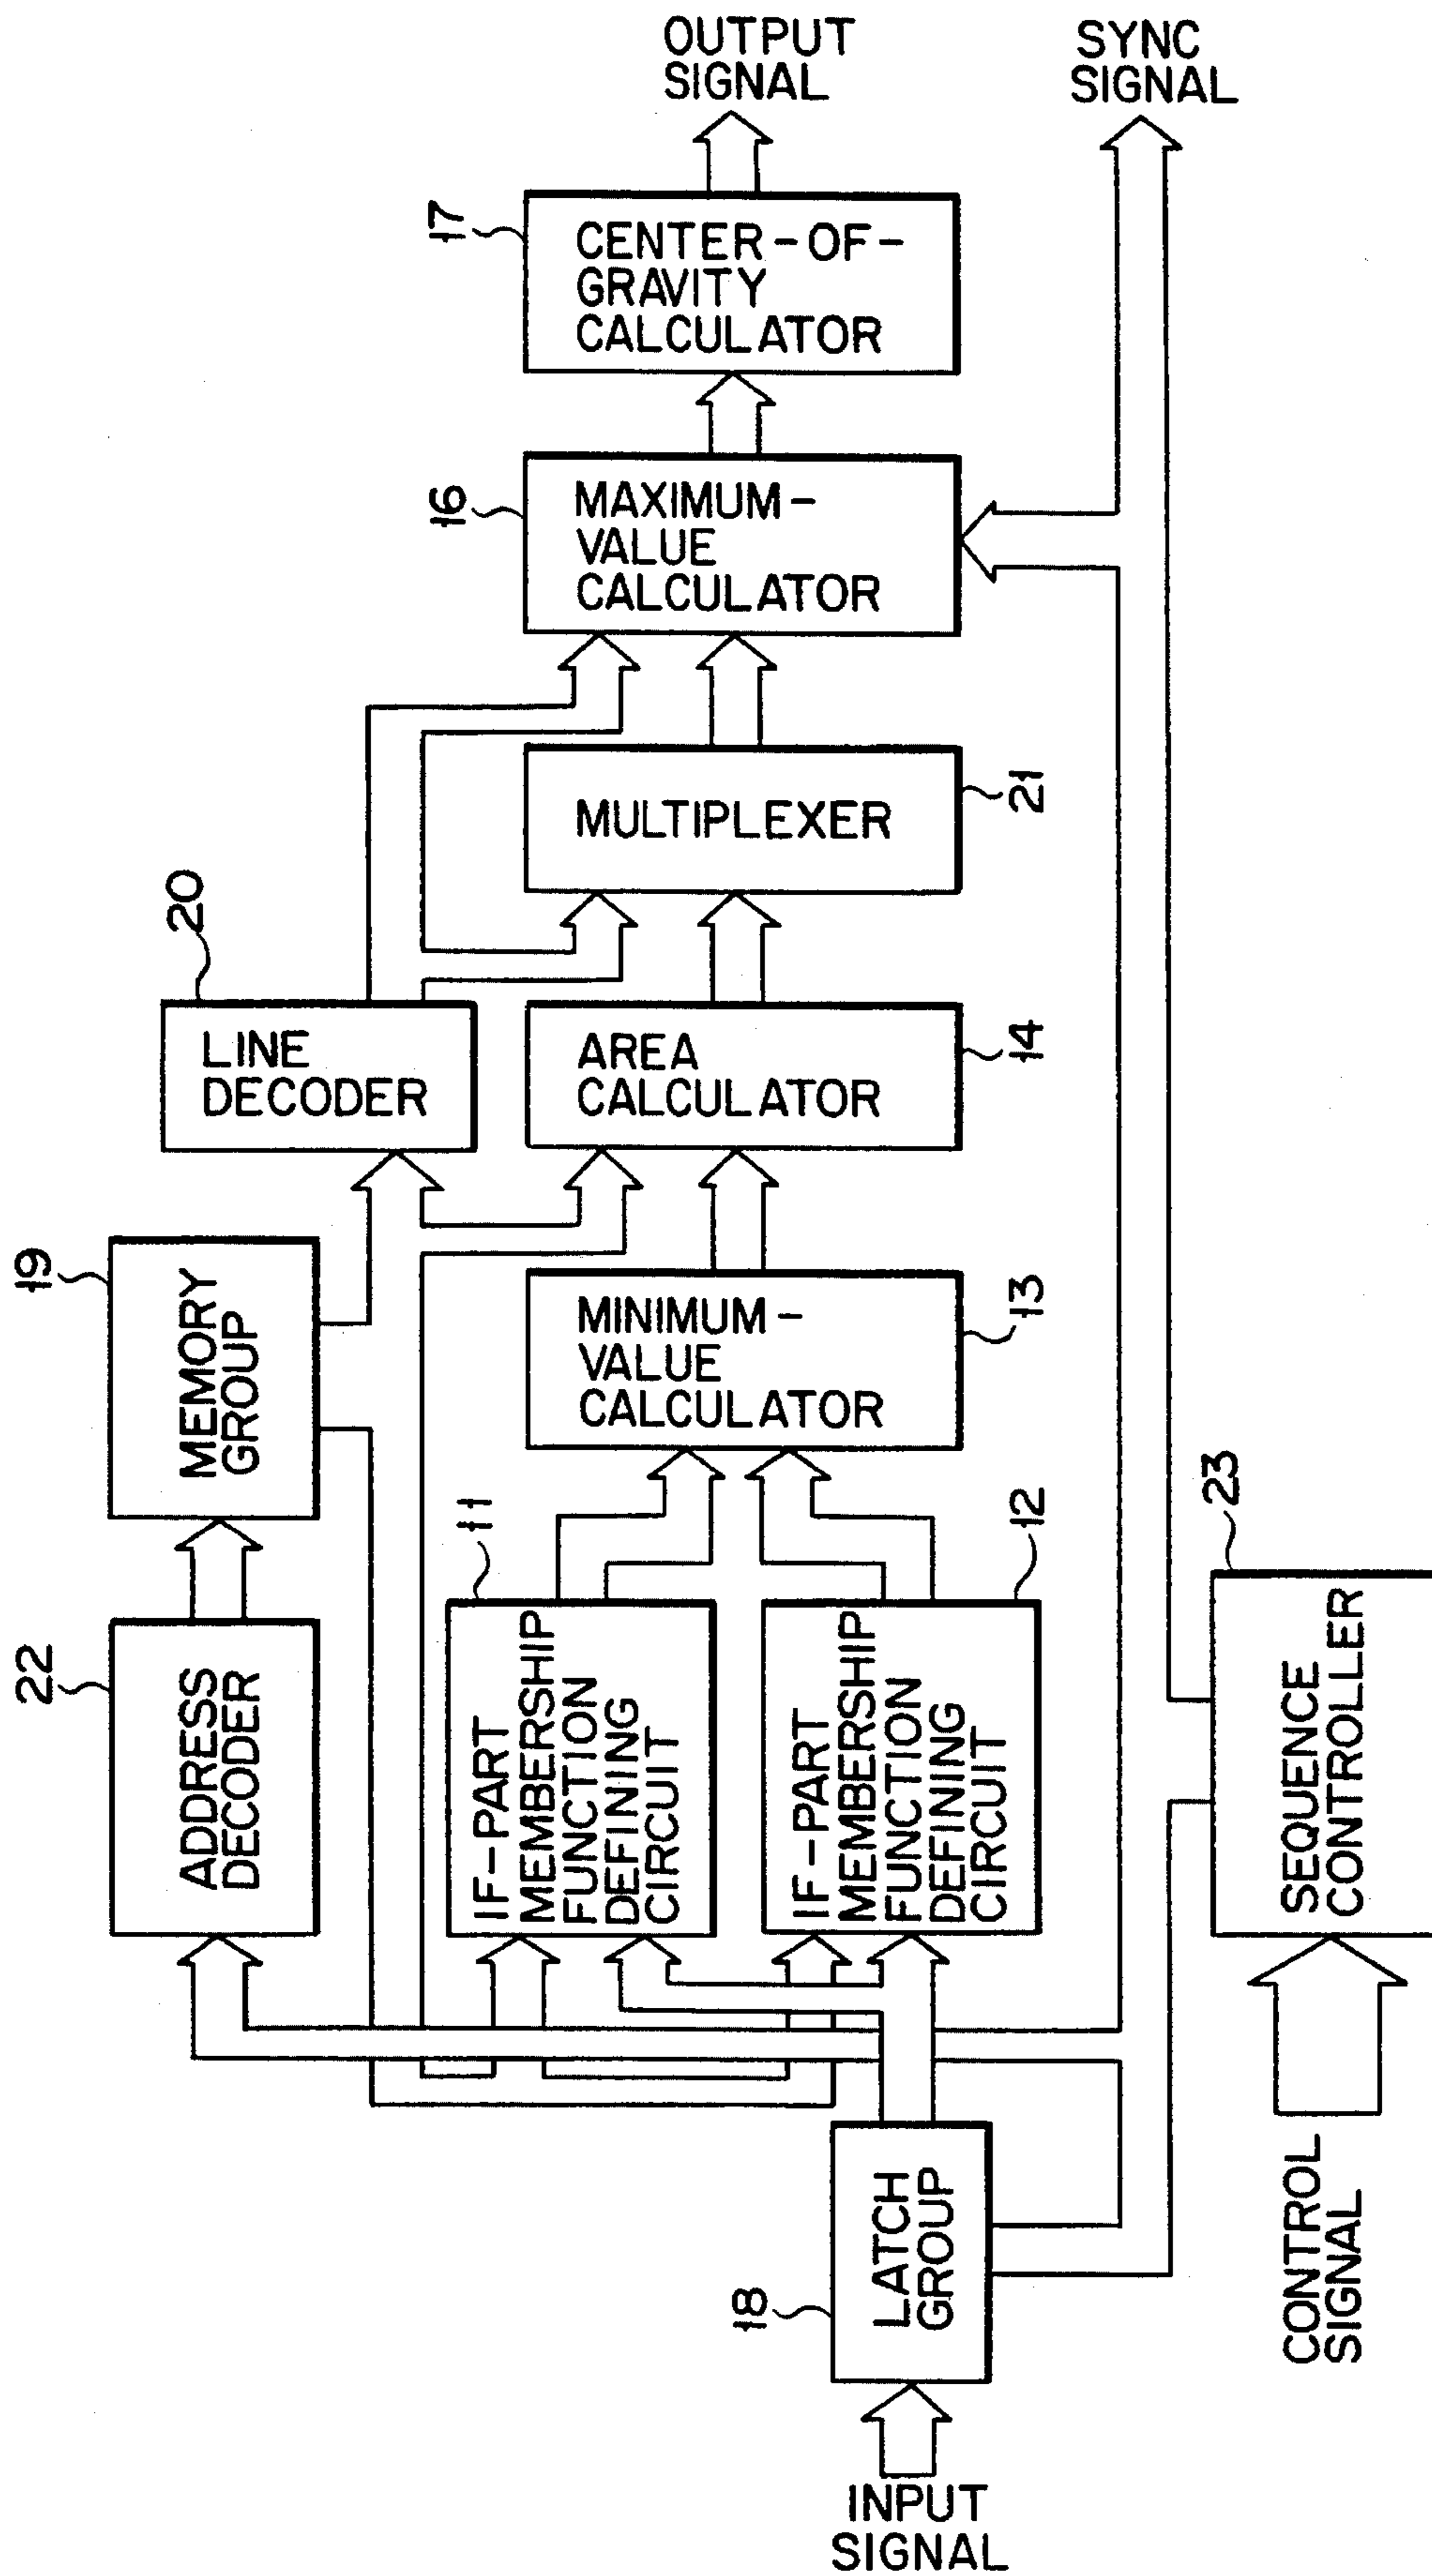 22
ADDRESS
DECODER
19
MEMORY
GROUP
20
LINE
DECODER
11
IF-PART
MEMBERSHIP
FUNCTION
DEFINING
CIRCUIT
12
IF-PART
MEMBERSHIP
FUNCTION
DEFINING
CIRCUIT
MINIMUM-
VALUE
CALCULATOR
13
AREA
CALCULATOR
14
MULTIPLEXER
21
16
MAXIMUM-
VALUE
CALCULATOR
17
CENTER-OF-
GRAVITY
CALCULATOR
OUTPUT
SIGNAL
SYNC
SIGNAL
INPUT
SIGNAL
18
LATCH
GROUP
CONTROL
SIGNAL
23
SEQUENCE
CONTROLLER